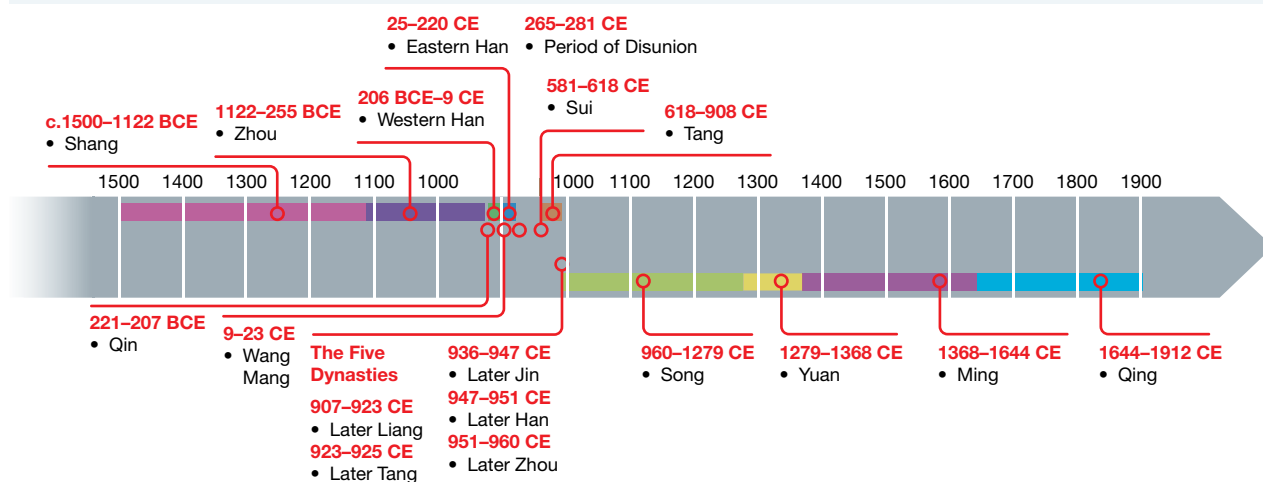 25–220 CE
• Eastern Han
265–281 CE
• Period of Disunion
581–618 CE
• Sui
618–908 CE
• Tang
206 BCE–9 CE
• Western Han
1122–255 BCE
• Zhou
c.1500–1122 BCE
• Shang
1500 1400 1300 1200 1100 1000 1000 1100 1200 1300 1400 1500 1600 1700 1800 1900
221–207 BCE
• Qin
9–23 CE
• Wang
Mang
The Five
Dynasties
907–923 CE
• Later Liang
923–925 CE
• Later Tang
936–947 CE
• Later Jin
947–951 CE
• Later Han
951–960 CE
• Later Zhou
960–1279 CE
• Song
1279–1368 CE
• Yuan
1368–1644 CE
• Ming
1644–1912 CE
• Qing